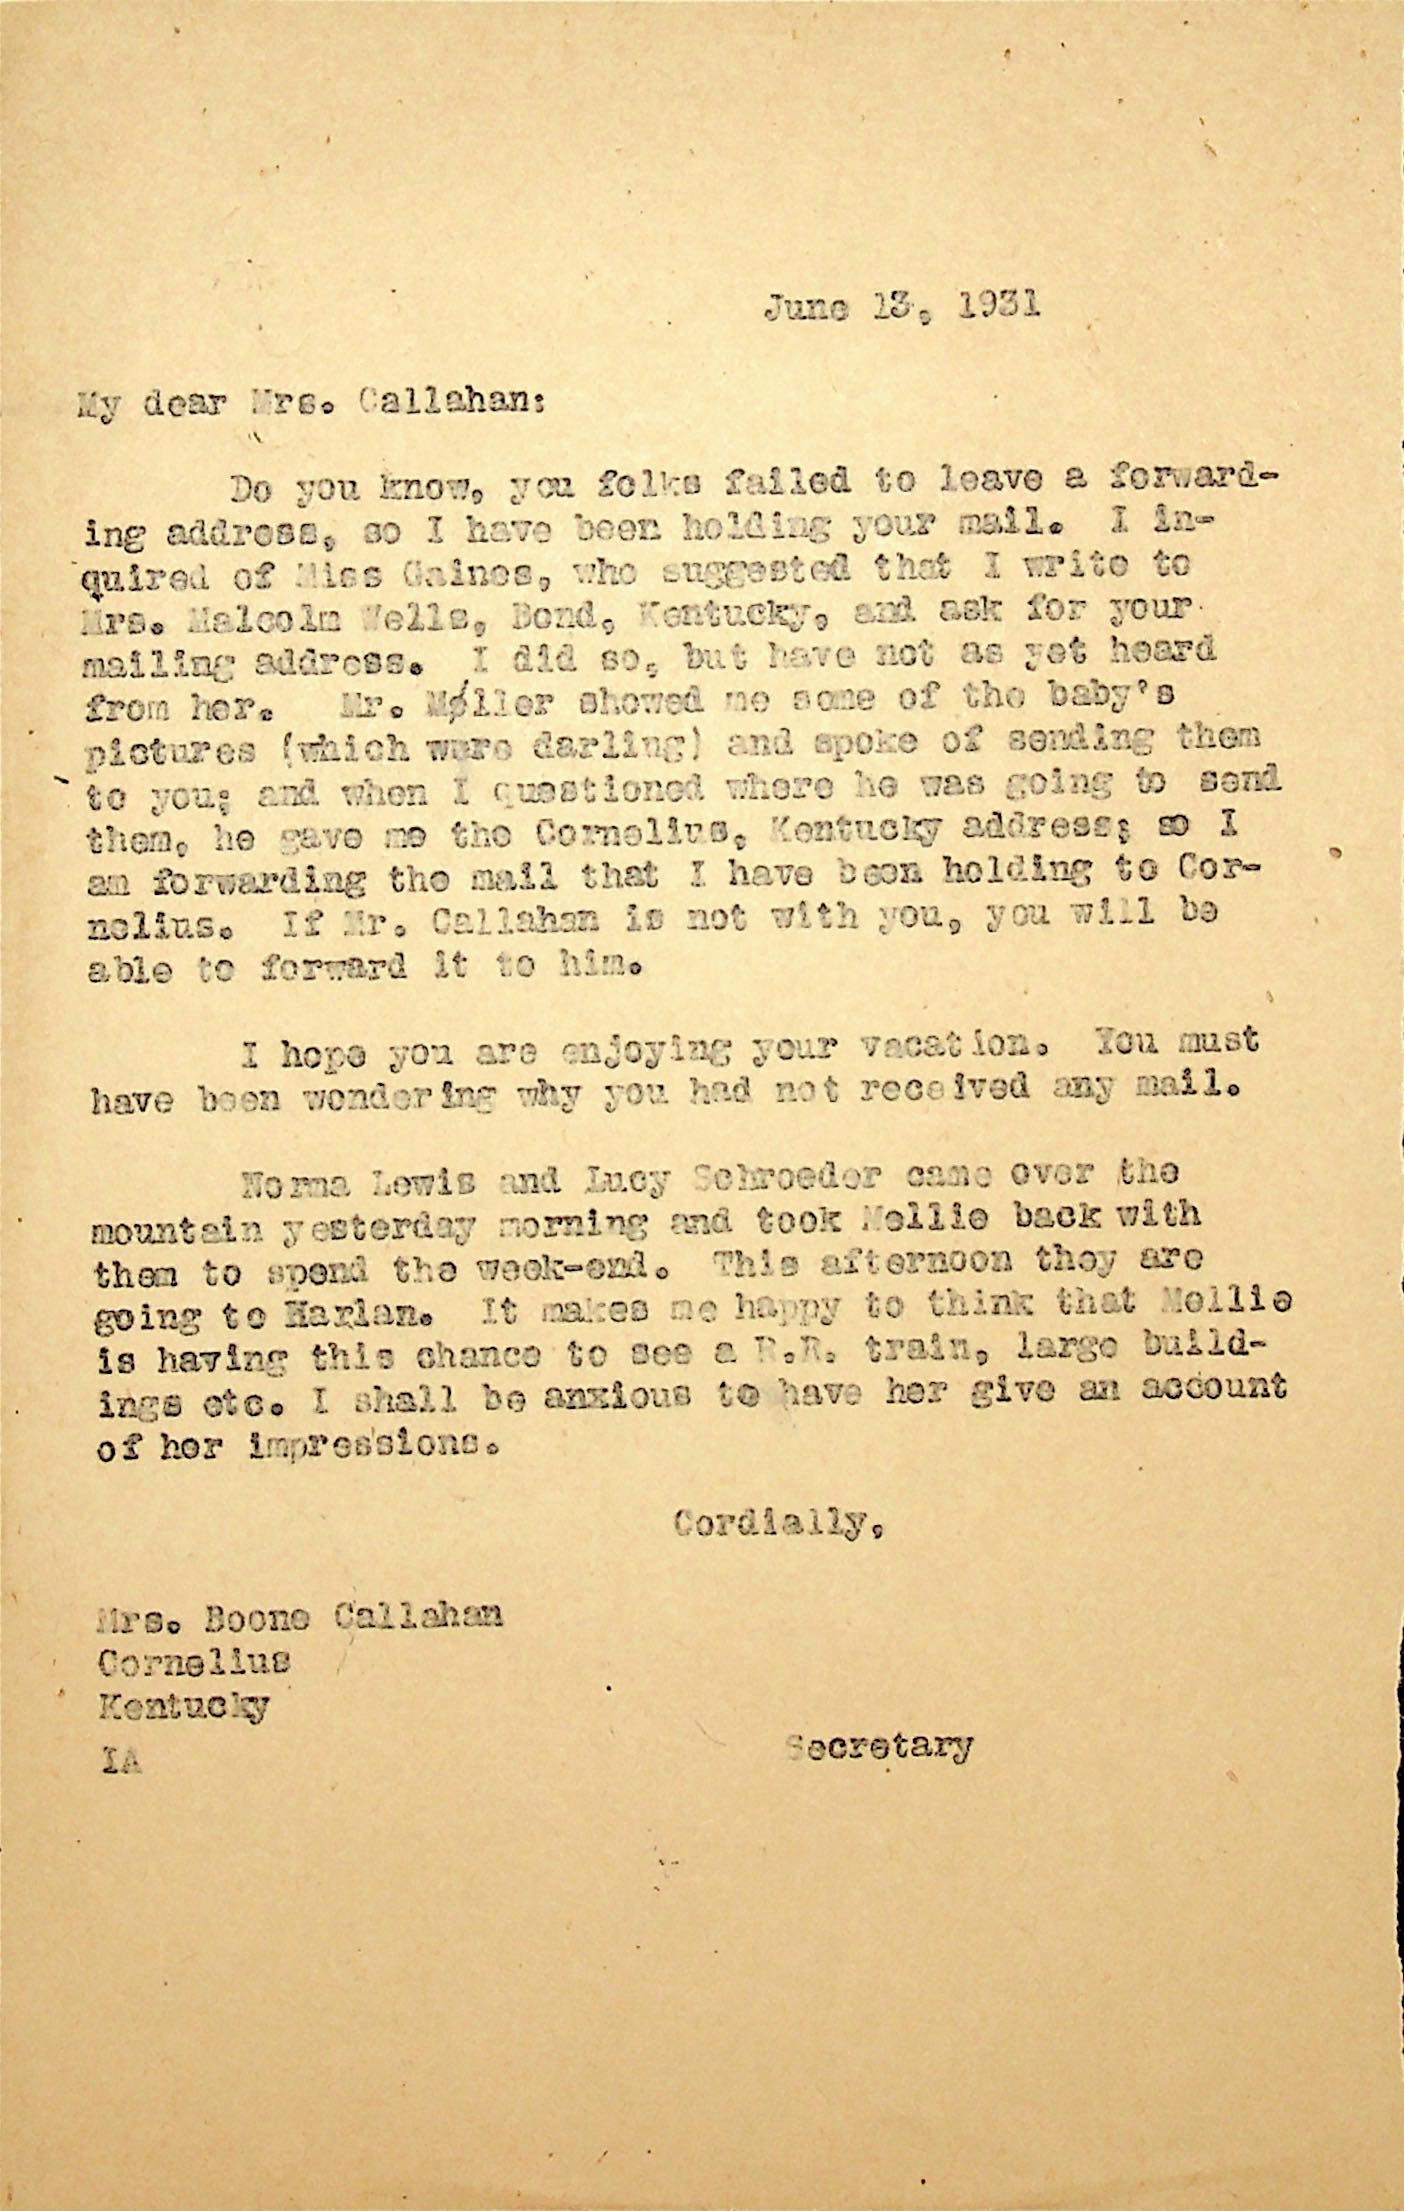 June 13, 1931
My dear Mrs. Callahan:
Do you know, you folks failed to leave a forward-
ing address, so I have been holding your mail. I in-
quired of Miss Gaines, who suggested that I write to
Mrs. Malcolm Wells, Bond, Kentucky, and ask for your
mailing address. I did so, but have not as yet heard
from her. Mr. Møller showed me some of the baby's
pictures (which were darling) and spoke of sending them
to you; and when I questioned where he was going to send
them, he gave me the Cornelius, Kentucky address; so I
am forwarding the mail that I have been holding to Cor-
nelius. If Mr. Callahan is not with you, you will be
able to forward it to him.
I hope you are enjoying your vacation. You must
have been wondering why you had not received any mail.
Norma Lewis and Lucy Schroeder came over the
mountain yesterday morning and took Mollie back with
them to spend the week-end. This afternoon they are
going to Harlan. It makes me happy to think that Mollie
is having this chance to see a R.R. train, large build-
ings etc. I shall be anxious to have her give an account
of her impressions.
Cordially,
Mrs. Boone Callahan
Cornelius
Kentucky
IA
Secretary